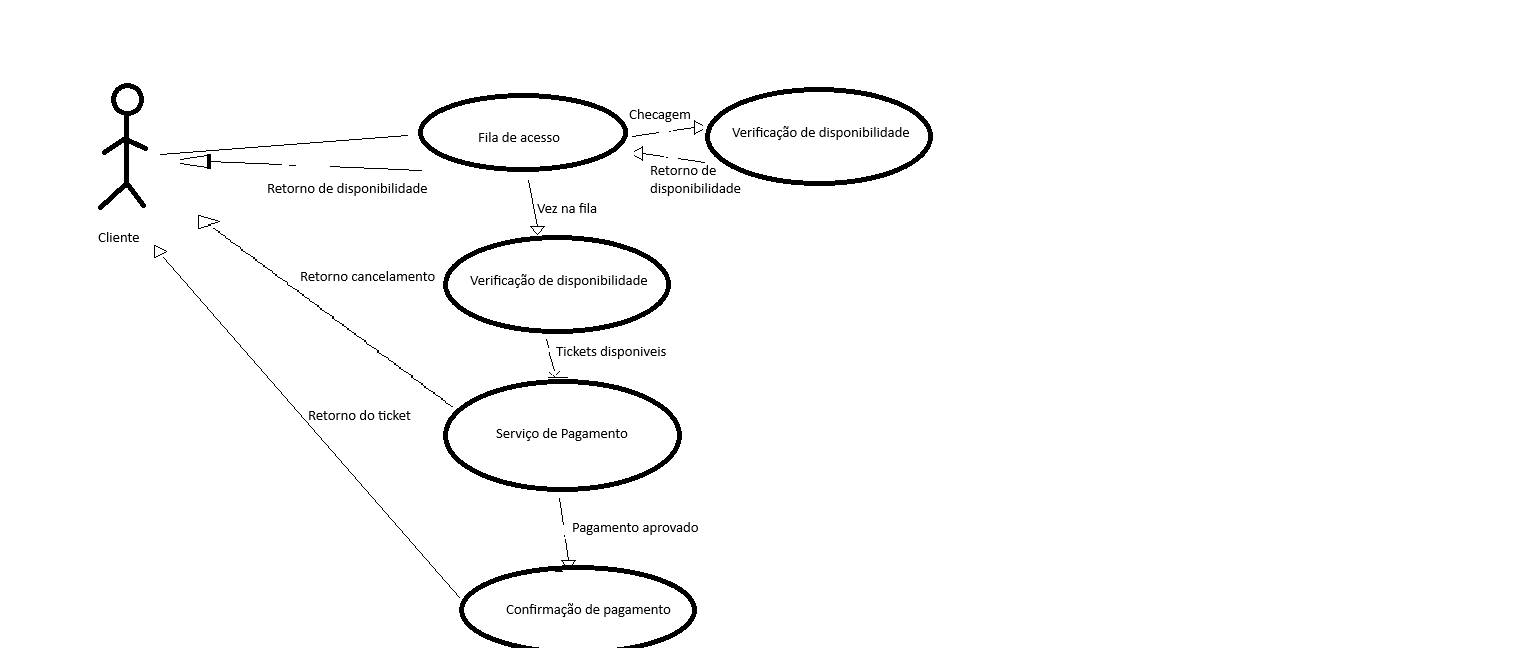 Checagem
Fila de acesso
Verificação de disponibilidade
Retorno de
disponibilidade
Retorno de disponibilidade
Vez na fila
Cliente
Retorno cancelamento
Verificação de disponibilidade
Tickets disponiveis
Retorno do ticket
Serviço de Pagamento
Pagamento aprovado
Confirmação de pagamento